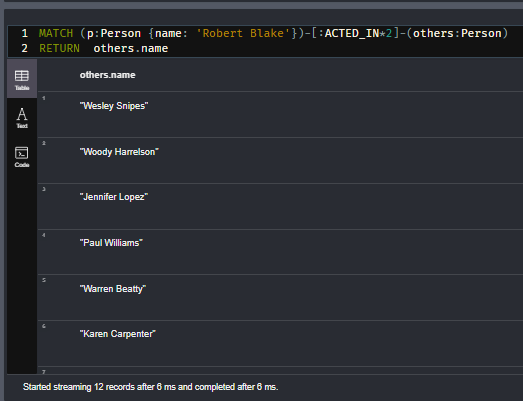 1 MATCH (p:Person {name: 'Robert Blake'})-[:ACTED_IN*2]-(others:Person)
2 RETURN  others.name
Table
others.name
1
"Wesley Snipes"
A
Text
2
"Woody Harrelson"
Code
3
"Jennifer Lopez"
4
"Paul Williams"
5
"Warren Beatty"
6
"Karen Carpenter"
7
Started streaming 12 records after 6 ms and completed after 6 ms.